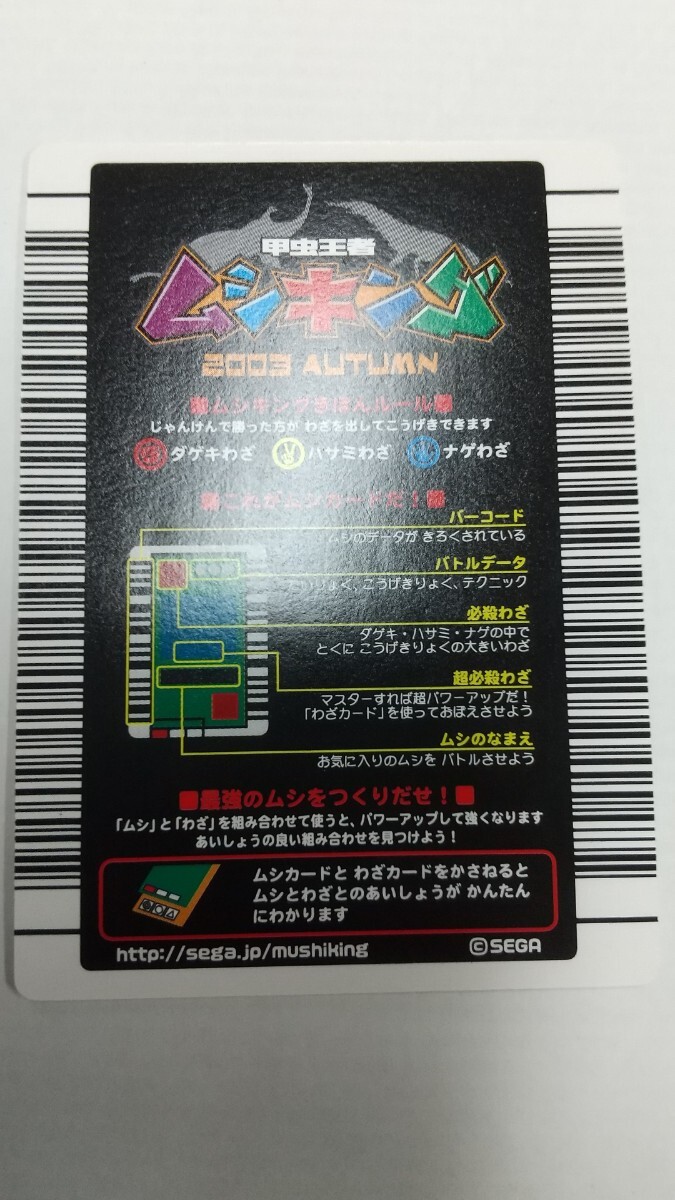 甲虫王者
ムシキング
2003 AUTUMN
■ムシキングきほんルール■
じゃんけんで勝った方が わざを出してこうげきできます
ダゲキわざ ハサミわざ ナゲわざ
■これがムシカードだ！■
バーコード
ムシのデータが きろくされている
バトルデータ
こうげきりょく、テクニック
必殺わざ
ダゲキ・ハサミ・ナゲの中で
とくに こうげきりょくの大きいわざ
超必殺わざ
マスターすれば超パワーアップだ！
「わざカード」を使っておぼえさせよう
ムシのなまえ
お気に入りのムシを バトルさせよう
■最強のムシをつくりだせ！■
「ムシ」と「わざ」を組み合わせて使うと、パワーアップして強くなります
あいしょうの良い組み合わせを見つけよう！
ムシカードと わざカードをかさねると
ムシとわざとのあいしょうが かんたん
にわかります
http://sega.jp/mushiking ©SEGA